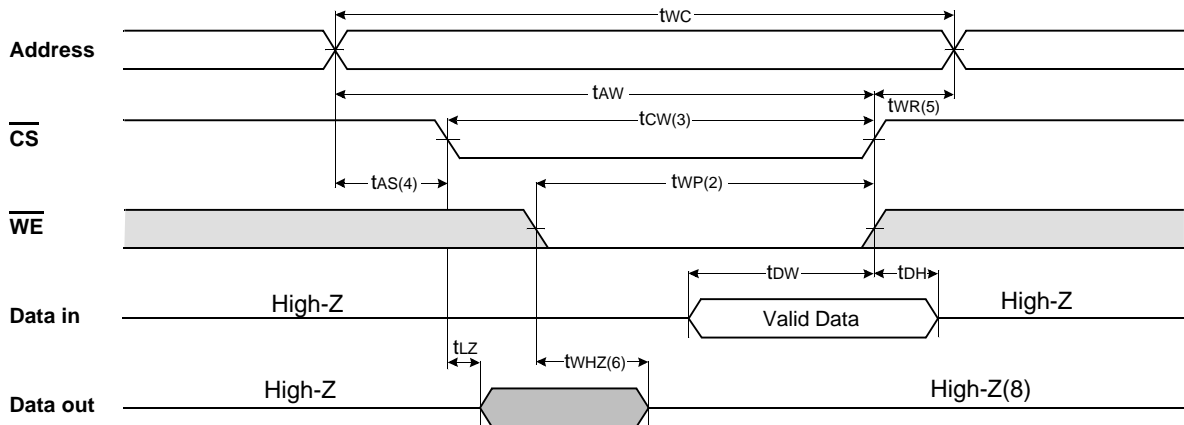 tWC
Address
tAW
tWR(5)
tCW(3)
CS
tAS(4)
tWP(2)
WE
tDW
tDH
High-Z
High-Z
Data in
Valid Data
tLZ
tWHZ(6)
High-Z
High-Z(8)
Data out